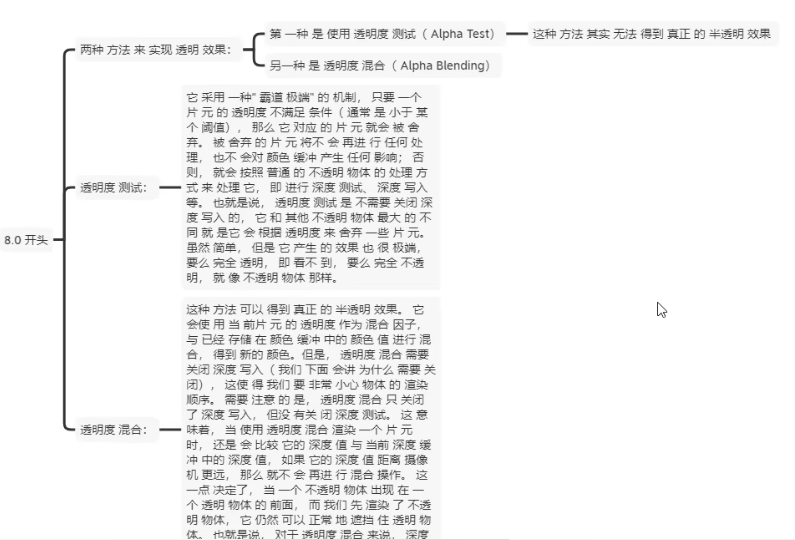 8.0 开头
两种 方法 来 实现 透明 效果：
第 一种 是 使用 透明度 测试（ Alpha Test）
这种 方法 其实 无法 得到 真正 的 半透明 效果
另一种 是 透明度 混合（ Alpha Blending）
透明度 测试：
它 采用 一种“ 霸道 极端” 的 机制， 只要 一个
片 元 的 透明度 不满足 条件（ 通常 是 小于 某
个 阈值）， 那么 它 对应 的 片 元 就会 被 舍
弃。 被 舍弃 的 片 元 将不 会 再进 行 任何 处
理， 也不 会对 颜色 缓冲 产生 任何 影响； 否
则， 就会 按照 普通 的 不透明 物体 的 处理 方
式 来 处理 它， 即 进行 深度 测试、 深度 写入
等。 也就是说， 透明度 测试 是 不需要 关闭 深
度 写入 的， 它 和 其他 不透明 物体 最大 的 不
同 就 是 它 会 根据 透明度 来 舍弃 一些 片 元。
虽然 简单， 但是 它 产生 的 效果 也 很 极端，
要么 完全 透明， 即 看不 到， 要么 完全 不透
明， 就 像 不透明 物体 那样。
透明度 混合：
这种 方法 可以 得到 真正 的 半透明 效果。 它
会使 用 当 前片 元 的 透明度 作为 混合 因子，
与 已经 存储 在 颜色 缓冲 中的 颜色 值 进行 混
合， 得到 新的 颜色。但是， 透明度 混合 需要
关闭 深度 写入（ 我们 下面 会讲 为什么 需要 关
闭）， 这使 得 我们 要 非常 小心 物体 的 渲染
顺序。 需要 注意 的 是， 透明度 混合 只 关闭
了 深度 写入， 但没 有关 闭 深度 测试。 这 意
味着， 当 使用 透明度 混合 渲染 一个 片 元
时， 还是 会 比较 它的 深度 值 与 当前 深度 缓
冲 中的 深度 值， 如果 它的 深度 值 距离 摄像
机 更远， 那么 就不 会 再进 行 混合 操作。 这
一点 决定了， 当 一个 不透明 物体 出现 在 一
个 透明 物体 的 前面， 而 我们 先 渲染 了 不透
明 物体， 它 仍然 可以 正常 地 遮挡 住 透明 物
体。 也就是说， 对于 透明度 混合 来说， 深度